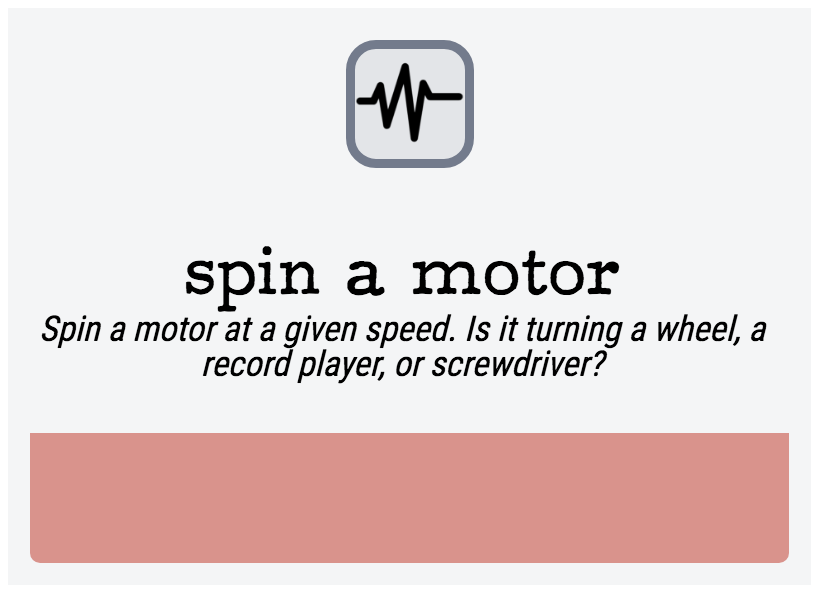 spin a motor
Spin a motor at a given speed. Is it turning a wheel, a
record player, or screwdriver?